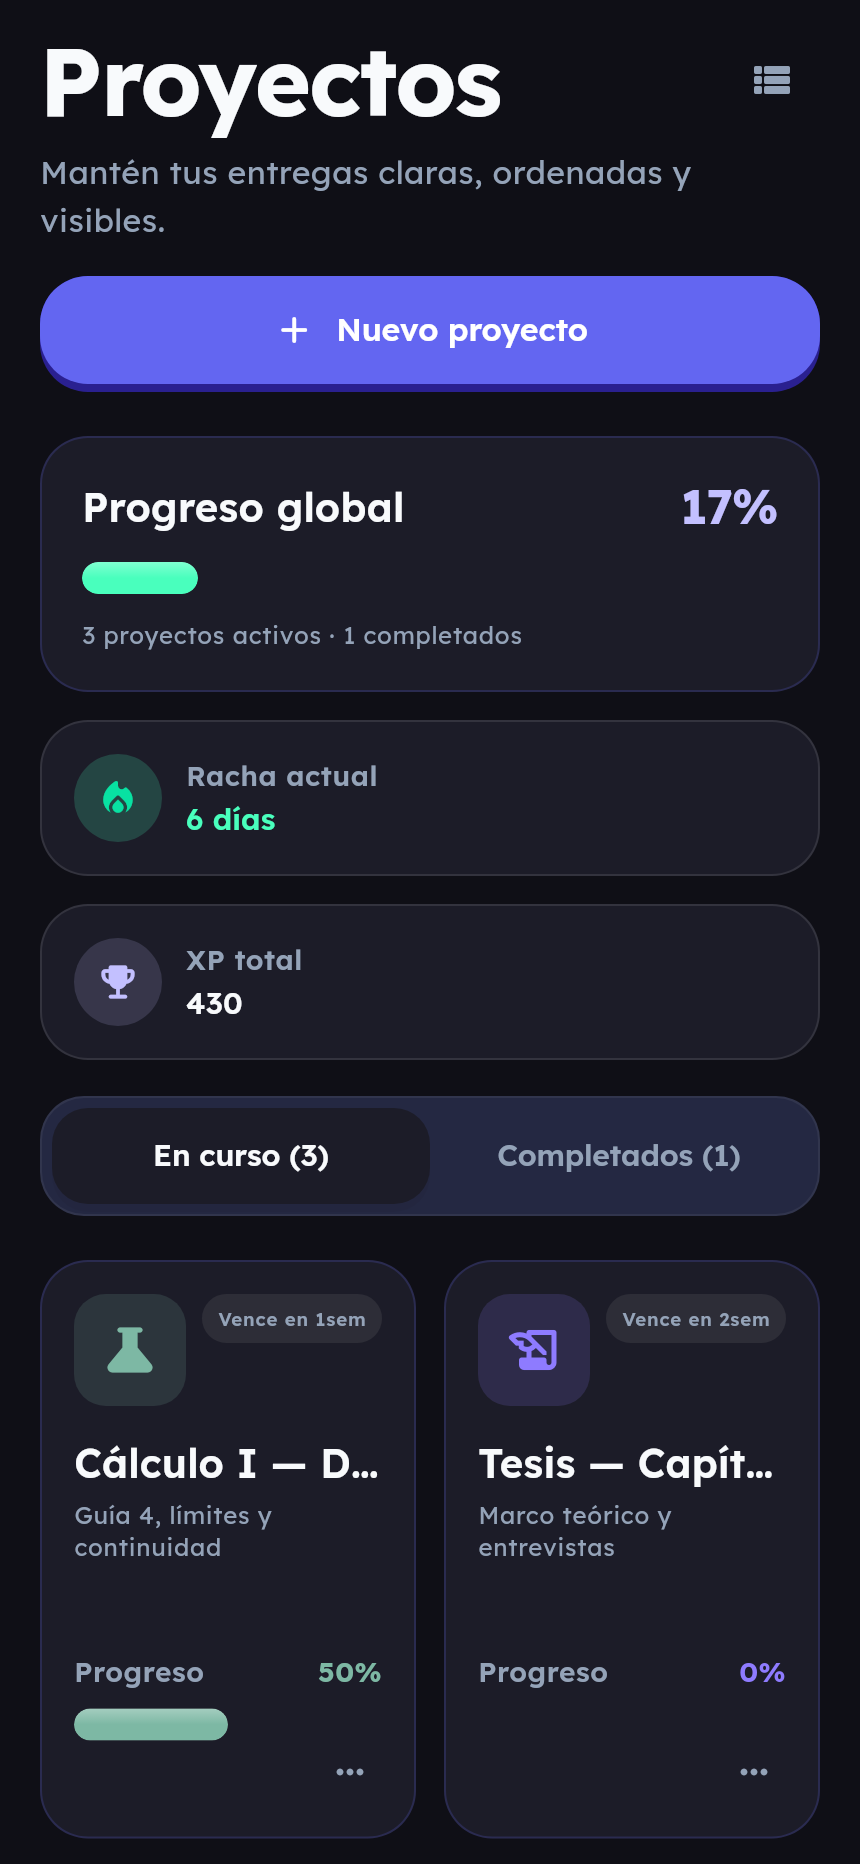 Proyectos
Mantén tus entregas claras, ordenadas y
visibles.
Nuevo proyecto
Progreso global
17%
3 proyectos activos · 1 completados
Racha actual
6 días
XP total
430
En curso (3)
Completados (1)
Vence en 1sem
Cálculo I — D...
Guía 4, límites y
continuidad
Progreso
50%
Vence en 2sem
Tesis — Capít...
Marco teórico y
entrevistas
Progreso
0%